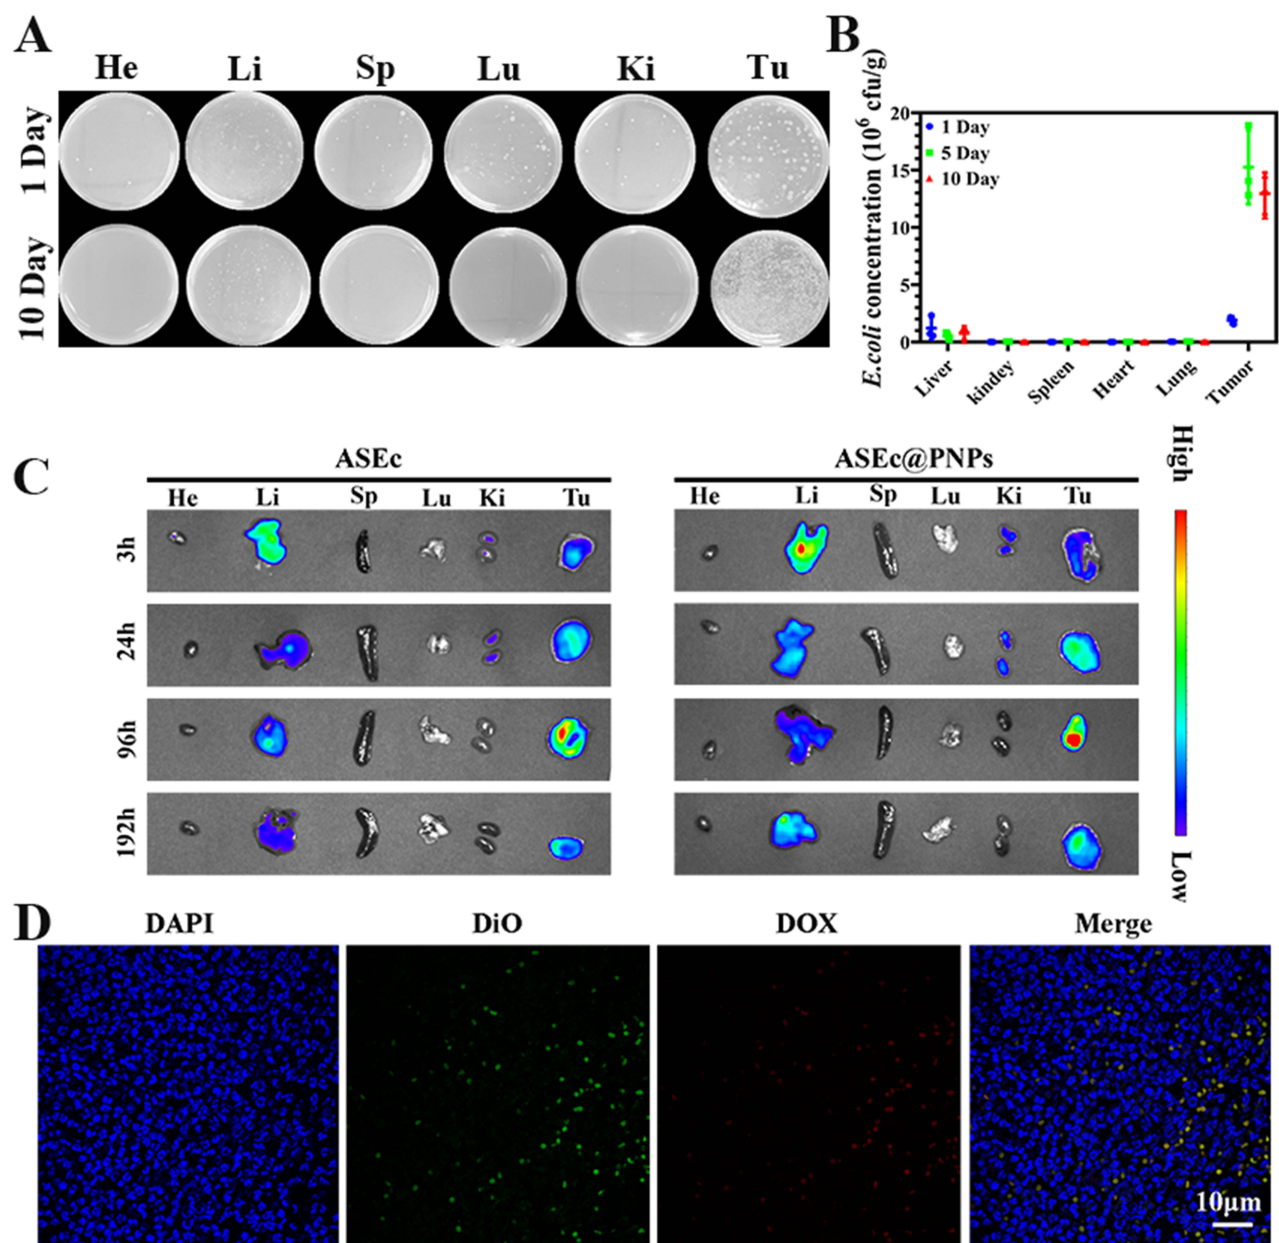 A
He Li Sp Lu Ki Tu
1 Day
10 Day
B
E.coli concentration (10⁶ cfu/g)
20
15
10
5
0
1 Day
5 Day
10 Day
Liver kindey Spleen Heart Lung Tumor
C
ASEc
He Li Sp Lu Ki Tu
3h
24h
96h
192h
ASEc@PNPs
He Li Sp Lu Ki Tu
High
Low
D
DAPI DiO DOX Merge
10μm